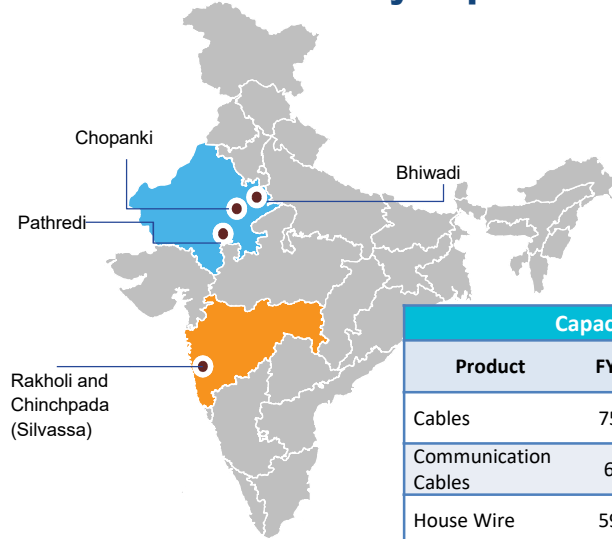 Chopanki
Bhiwadi
Pathredi
Rakholi and
Chinchpada
(Silvassa)
Product
Cables
Communication
Cables
House Wire